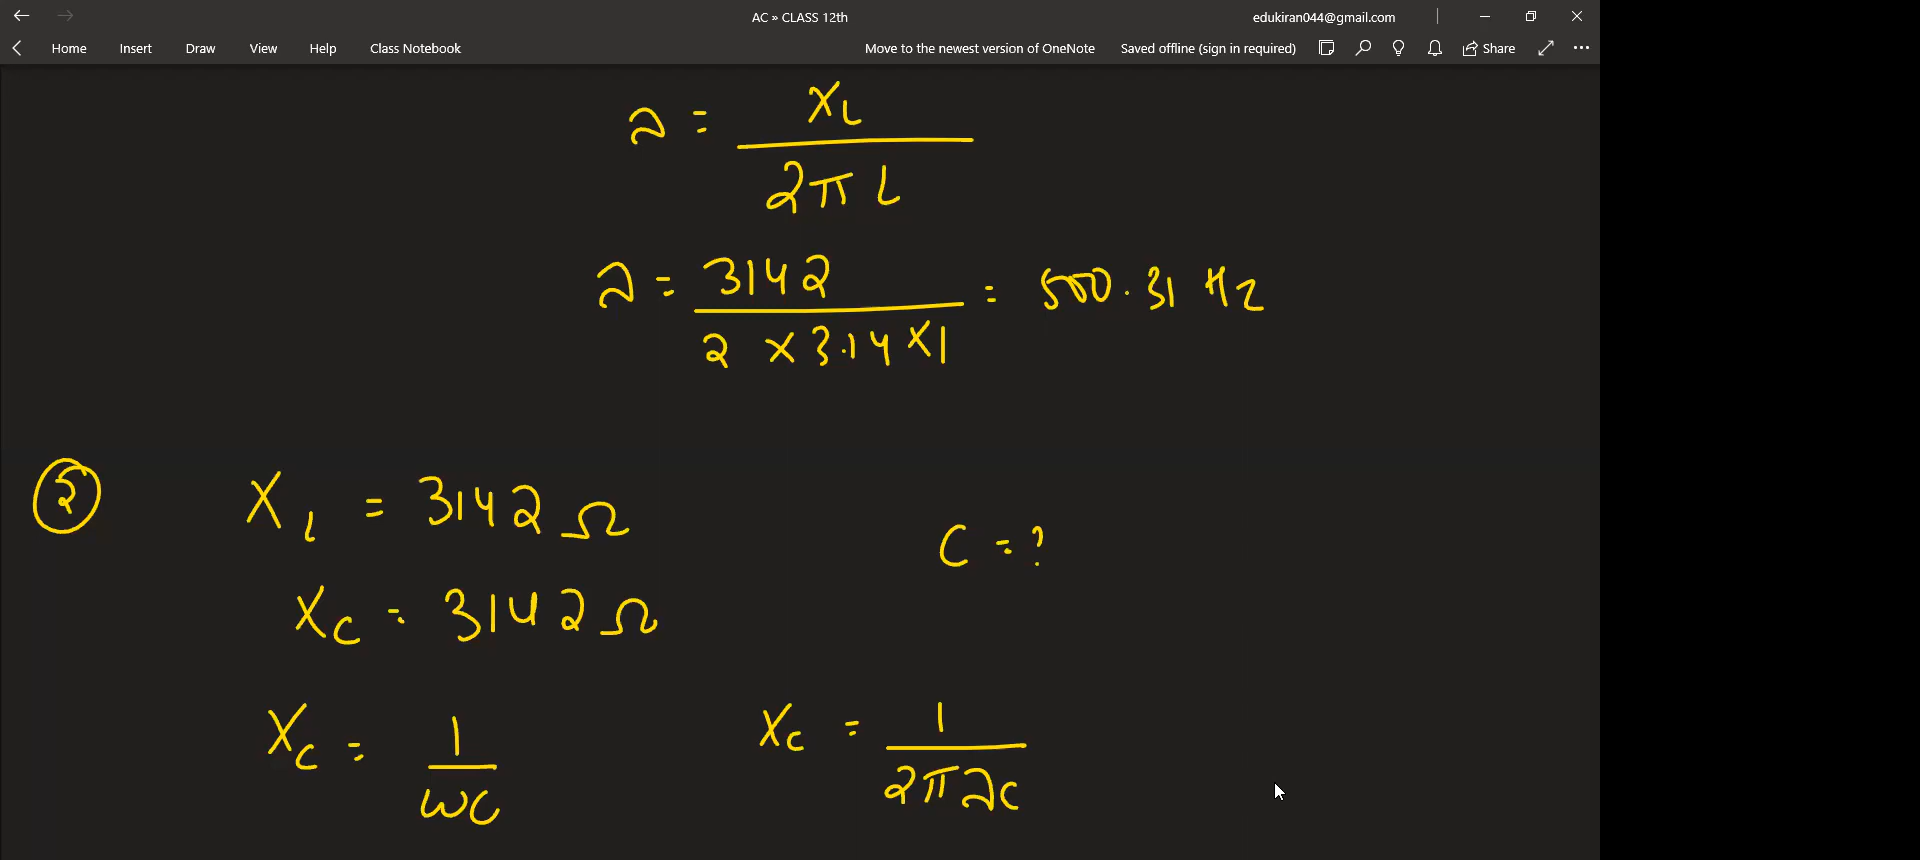 AC » CLASS 12th
edukiran044@gmail.com
Home Insert Draw View Help Class Notebook Move to the newest version of OneNote Saved offline (sign in required) Share
ν = X_L / 2π L
ν = 3142 / 2 × 3.14 × 1 = 500.31 Hz
② X_L = 3142 Ω
C = ?
X_C = 3142 Ω
X_C = 1 / ωC X_C = 1 / 2πνC